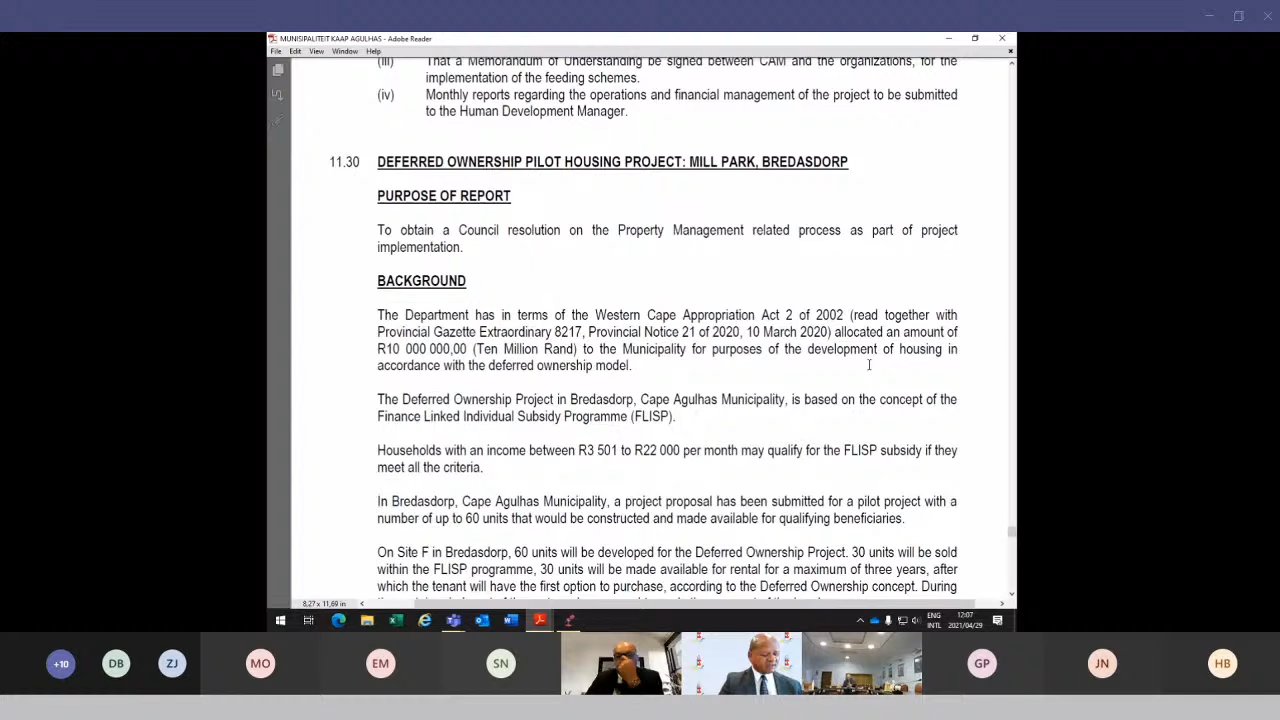 MUNISIPALITEIT KAAP AGULHAS - Adobe Reader
File Edit View Window Help
(iii) That a Memorandum of Understanding be signed between CAM and the organizations, for the
implementation of the feeding schemes.
(iv) Monthly reports regarding the operations and financial management of the project to be submitted
to the Human Development Manager.
11.30 DEFERRED OWNERSHIP PILOT HOUSING PROJECT: MILL PARK, BREDASDORP
PURPOSE OF REPORT
To obtain a Council resolution on the Property Management related process as part of project
implementation.
BACKGROUND
The Department has in terms of the Western Cape Appropriation Act 2 of 2002 (read together with
Provincial Gazette Extraordinary 8217, Provincial Notice 21 of 2020, 10 March 2020) allocated an amount of
R10 000 000,00 (Ten Million Rand) to the Municipality for purposes of the development of housing in
accordance with the deferred ownership model.
The Deferred Ownership Project in Bredasdorp, Cape Agulhas Municipality, is based on the concept of the
Finance Linked Individual Subsidy Programme (FLISP).
Households with an income between R3 501 to R22 000 per month may qualify for the FLISP subsidy if they
meet all the criteria.
In Bredasdorp, Cape Agulhas Municipality, a project proposal has been submitted for a pilot project with a
number of up to 60 units that would be constructed and made available for qualifying beneficiaries.
On Site F in Bredasdorp, 60 units will be developed for the Deferred Ownership Project. 30 units will be sold
within the FLISP programme, 30 units will be made available for rental for a maximum of three years, after
which the tenant will have the first option to purchase, according to the Deferred Ownership concept. During
8,27 x 11,69 in
ENG
INTL
12:07
2021/04/29
+10 DB ZJ MO EM SN GP JN HB